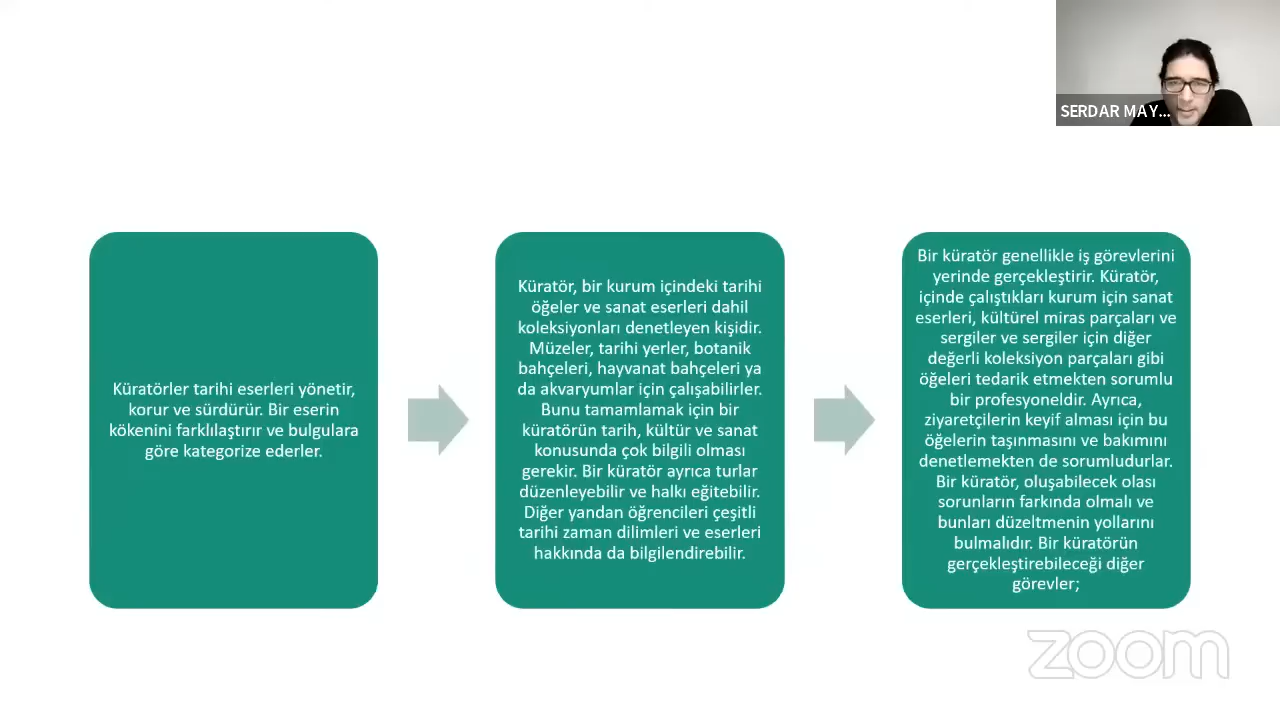 SERDAR MAY...
Küratörler tarihi eserleri yönetir,
korur ve sürdürür. Bir eserin
kökenini farklılaştırır ve bulgulara
göre kategorize ederler.
Küratör, bir kurum içindeki tarihi
öğeler ve sanat eserleri dahil
koleksiyonları denetleyen kişidir.
Müzeler, tarihi yerler, botanik
bahçeleri, hayvanat bahçeleri ya
da akvaryumlar için çalışabilirler.
Bunu tamamlamak için bir
küratörün tarih, kültür ve sanat
konusunda çok bilgili olması
gerekir. Bir küratör ayrıca turlar
düzenleyebilir ve halkı eğitebilir.
Diğer yandan öğrencileri çeşitli
tarihi zaman dilimleri ve eserleri
hakkında da bilgilendirebilir.
Bir küratör genellikle iş görevlerini
yerinde gerçekleştirir. Küratör,
içinde çalıştıkları kurum için sanat
eserleri, kültürel miras parçaları ve
sergiler ve sergiler için diğer
değerli koleksiyon parçaları gibi
öğeleri tedarik etmekten sorumlu
bir profesyoneldir. Ayrıca,
ziyaretçilerin keyif alması için bu
öğelerin taşınmasını ve bakımını
denetlemekten de sorumludurlar.
Bir küratör, oluşabilecek olası
sorunların farkında olmalı ve
bunları düzeltmenin yollarını
bulmalıdır. Bir küratörün
gerçekleştirebileceği diğer
görevler;
zoom